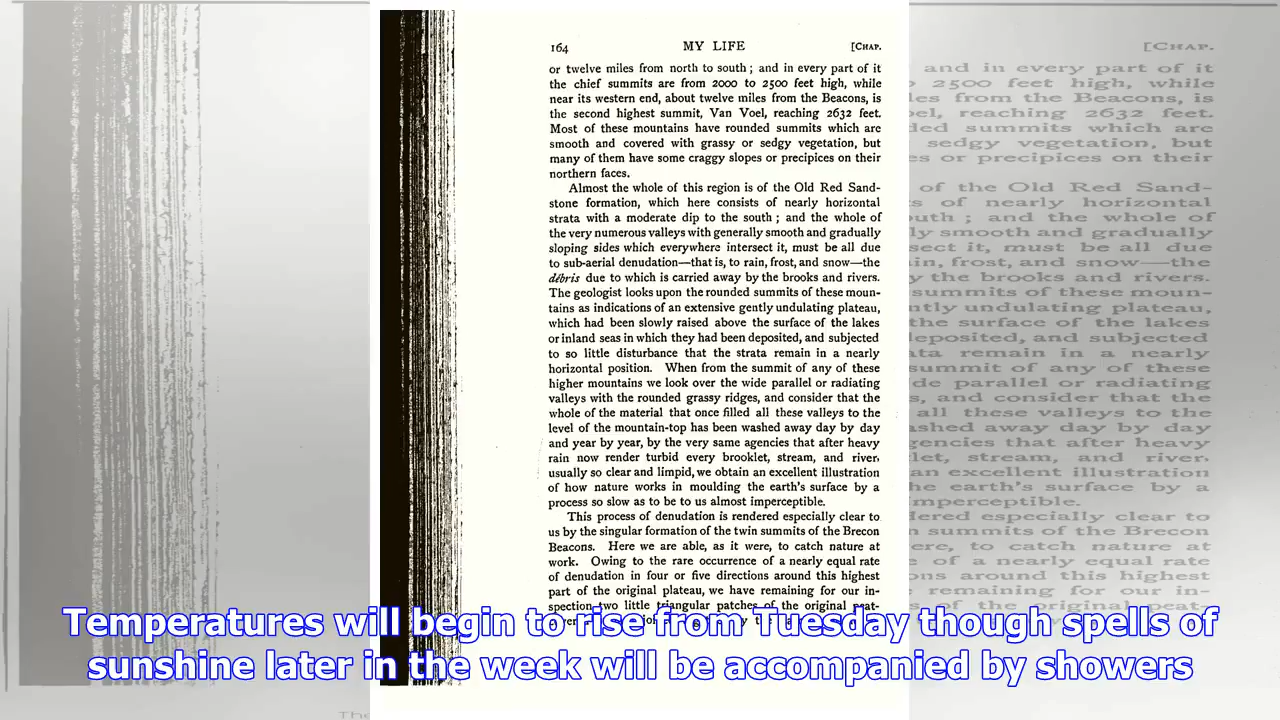 164 MY LIFE [CHAP.
or twelve miles from north to south ; and in every part of it
the chief summits are from 2000 to 2500 feet high, while
near its western end, about twelve miles from the Beacons, is
the second highest summit, Van Voel, reaching 2632 feet.
Most of these mountains have rounded summits which are
smooth and covered with grassy or sedgy vegetation, but
many of them have some craggy slopes or precipices on their
northern faces.
Almost the whole of this region is of the Old Red Sand-
stone formation, which here consists of nearly horizontal
strata with a moderate dip to the south ; and the whole of
the very numerous valleys with generally smooth and gradually
sloping sides which everywhere intersect it, must be all due
to sub-aerial denudation—that is, to rain, frost, and snow—the
débris due to which is carried away by the brooks and rivers.
The geologist looks upon the rounded summits of these moun-
tains as indications of an extensive gently undulating plateau,
which had been slowly raised above the surface of the lakes
or inland seas in which they had been deposited, and subjected
to so little disturbance that the strata remain in a nearly
horizontal position. When from the summit of any of these
higher mountains we look over the wide parallel or radiating
valleys with the rounded grassy ridges, and consider that the
whole of the material that once filled all these valleys to the
level of the mountain-top has been washed away day by day
and year by year, by the very same agencies that after heavy
rain now render turbid every brooklet, stream, and river,
usually so clear and limpid, we obtain an excellent illustration
of how nature works in moulding the earth's surface by a
process so slow as to be to us almost imperceptible.
This process of denudation is rendered especially clear to
us by the singular formation of the twin summits of the Brecon
Beacons. Here we are able, as it were, to catch nature at
work. Owing to the rare occurrence of a nearly equal rate
of denudation in four or five directions around this highest
part of the original plateau, we have remaining for our in-
spection two little triangular patches of the original peat-
Temperatures will begin to rise from Tuesday though spells of
sunshine later in the week will be accompanied by showers